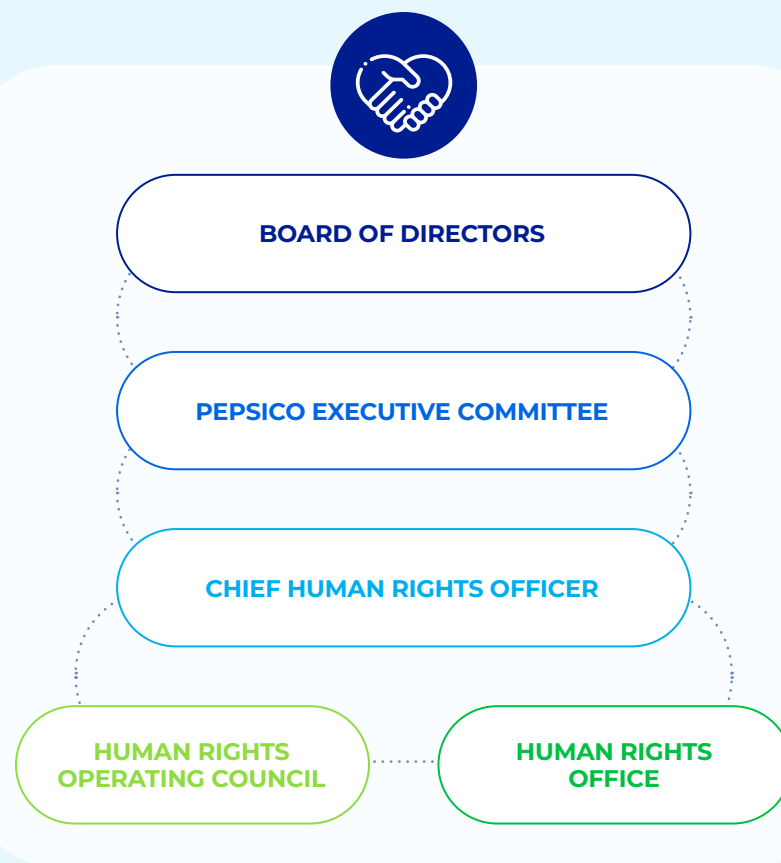 BOARD OF DIRECTORS
PEPSICO EXECUTIVE COMMITTEE
CHIEF HUMAN RIGHTS OFFICER
HUMAN RIGHTS
OPERATING COUNCIL
HUMAN RIGHTS
OFFICE